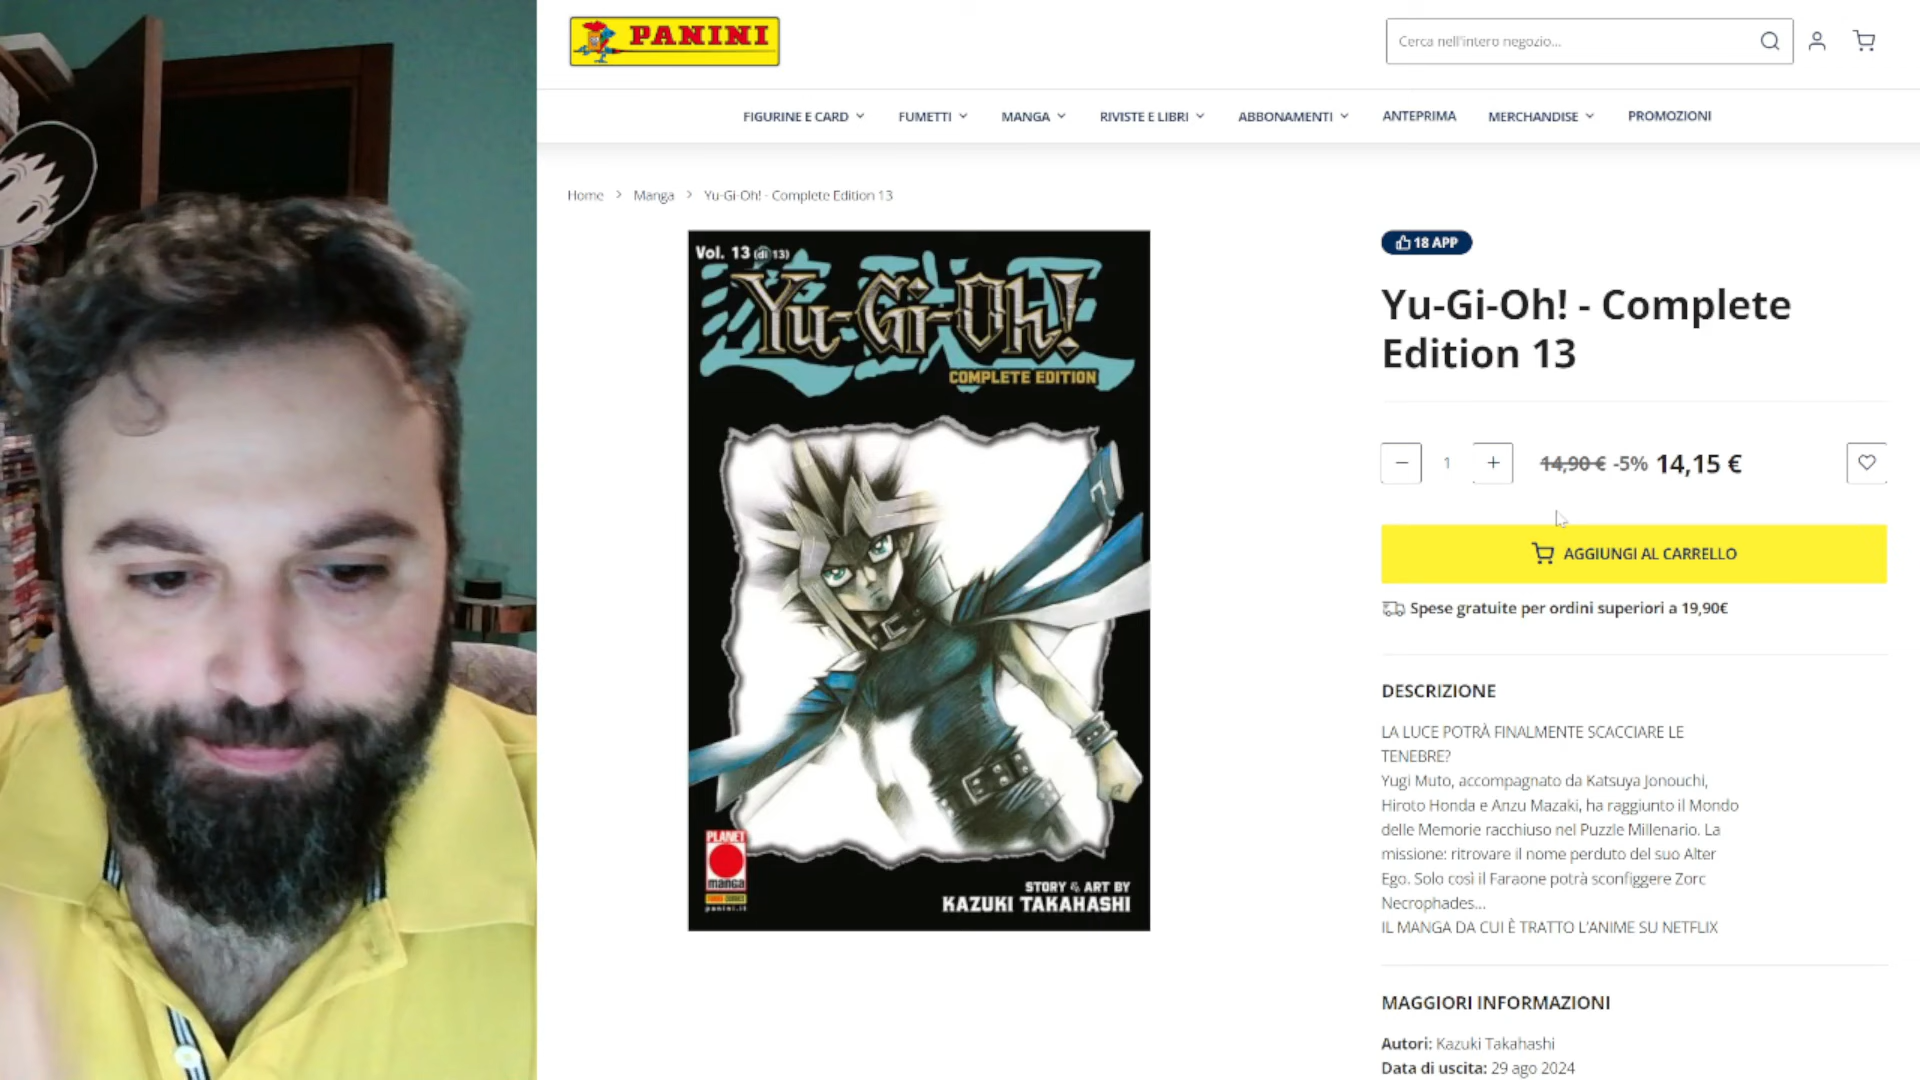 PANINI
Cerca nell'intero negozio...
FIGURINE E CARD
FUMETTI
MANGA
RIVISTE E LIBRI
ABBONAMENTI
ANTEPRIMA
MERCHANDISE
PROMOZIONI
Home > Manga > Yu-Gi-Oh! - Complete Edition 13
Vol. 13 (di 13)
Yu-Gi-Oh!
COMPLETE EDITION
PLANET
manga
panini.it
STORY & ART BY
KAZUKI TAKAHASHI
18 APP
Yu-Gi-Oh! - Complete
Edition 13
− 1 + 14,90 € -5% 14,15 €
AGGIUNGI AL CARRELLO
Spese gratuite per ordini superiori a 19,90€
DESCRIZIONE
LA LUCE POTRÀ FINALMENTE SCACCIARE LE
TENEBRE?
Yugi Muto, accompagnato da Katsuya Jonouchi,
Hiroto Honda e Anzu Mazaki, ha raggiunto il Mondo
delle Memorie racchiuso nel Puzzle Millenario. La
missione: ritrovare il nome perduto del suo Alter
Ego. Solo così il Faraone potrà sconfiggere Zorc
Necrophades...
IL MANGA DA CUI È TRATTO L'ANIME SU NETFLIX
MAGGIORI INFORMAZIONI
Autori: Kazuki Takahashi
Data di uscita: 29 ago 2024